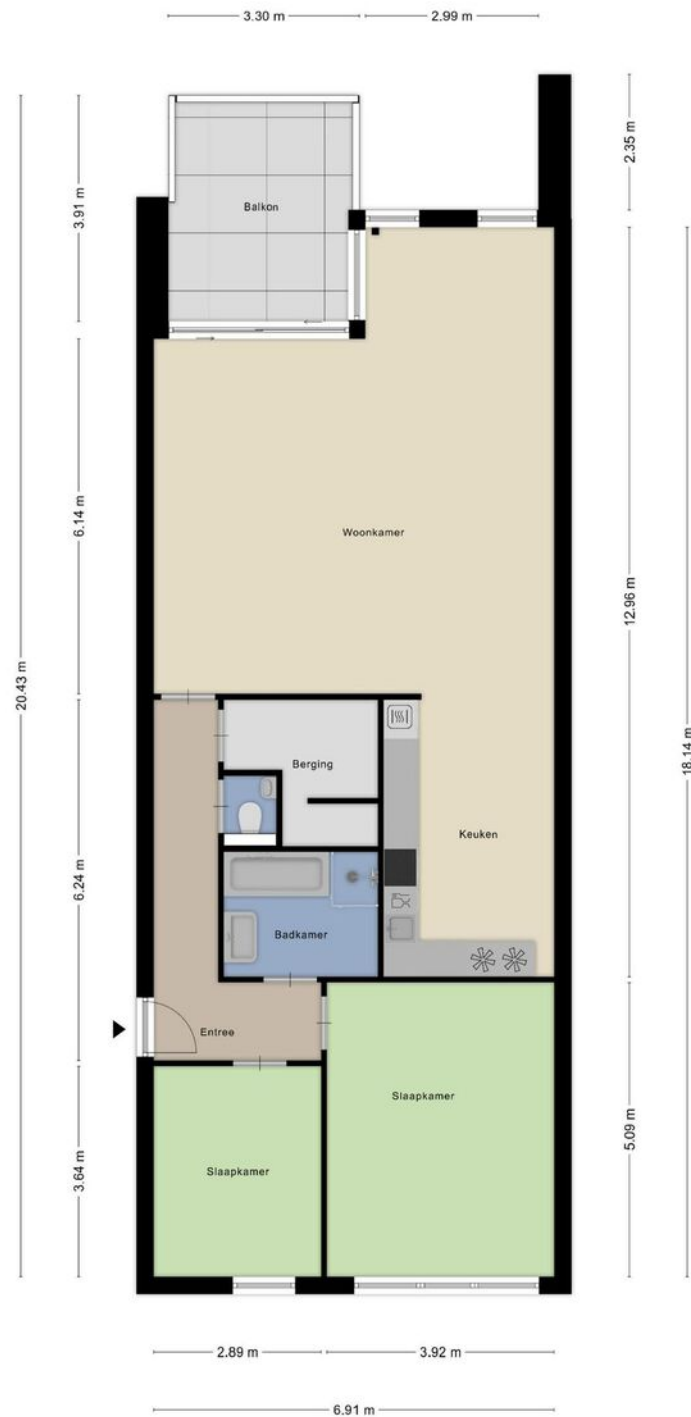 3.30 m
2.99 m
2.35 m
3.91 m
Balkon
6.14 m
Woonkamer
12.96 m
20.43 m
18.14 m
Berging
Keuken
6.24 m
Badkamer
Entree
Slaapkamer
5.09 m
3.64 m
Slaapkamer
2.89 m
3.92 m
6.91 m